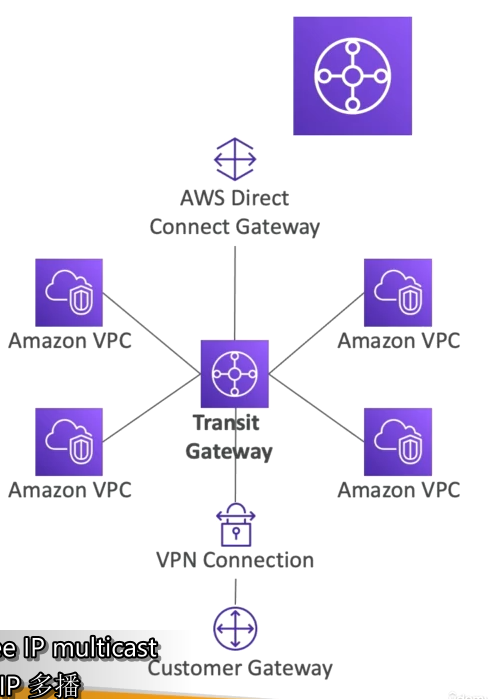 AWS Direct
Connect Gateway
Amazon VPC
Amazon VPC
Transit
Gateway
Amazon VPC
Amazon VPC
VPN Connection
ee IP multicast
Customer Gateway
IP 多播